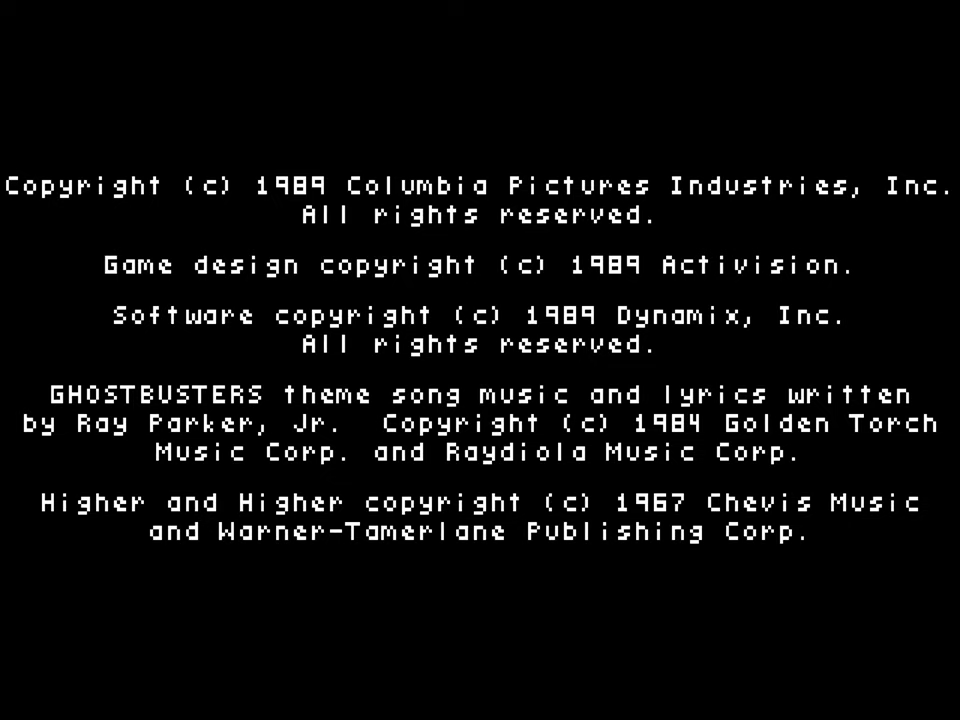 Copyright (c) 1989 Columbia Pictures Industries, Inc.
All rights reserved.
Game design copyright (c) 1989 Activision.
Software copyright (c) 1989 Dynamix, Inc.
All rights reserved.
GHOSTBUSTERS theme song music and lyrics written
by Ray Parker, Jr.  Copyright (c) 1984 Golden Torch
Music Corp. and Raydiola Music Corp.
Higher and Higher copyright (c) 1967 Chevis Music
and Warner-Tamerlane Publishing Corp.